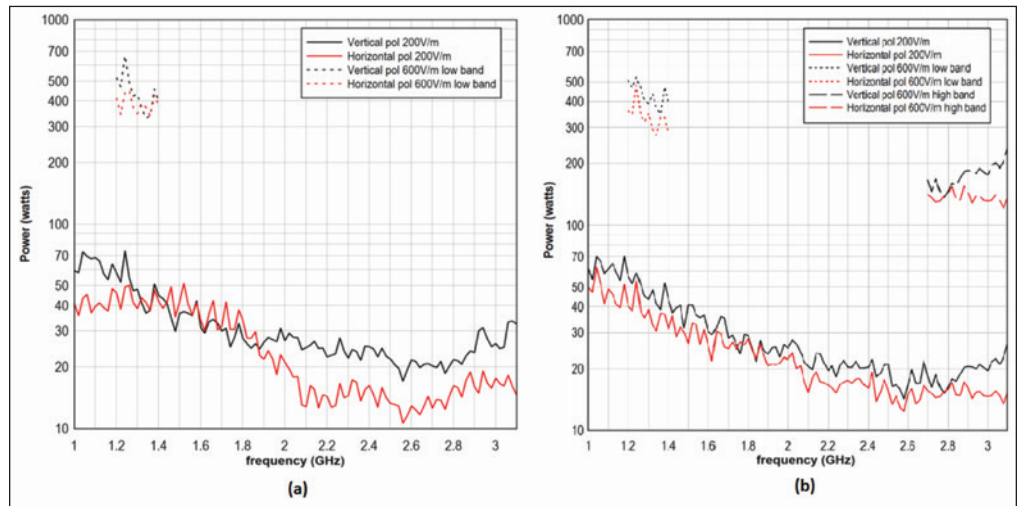 1000
700
500
400
300
200
100
70
50
40
30
20
10
Power (watts)
Vertical pol 200V/m
Horizontal pol 200V/m
Vertical pol 600V/m low band
Horizontal pol 600V/m low band
1 1.2 1.4 1.6 1.8 2 2.2 2.4 2.6 2.8 3
frequency (GHz)
(a)
1000
700
500
400
300
200
100
70
50
40
30
20
10
Power (watts)
Vertical pol 200V/m
Horizontal pol 200V/m
Vertical pol 600V/m low band
Horizontal pol 600V/m low band
Vertical pol 600V/m high band
Horizontal pol 600V/m high band
1 1.2 1.4 1.6 1.8 2 2.2 2.4 2.6 2.8 3
frequency (GHz)
(b)